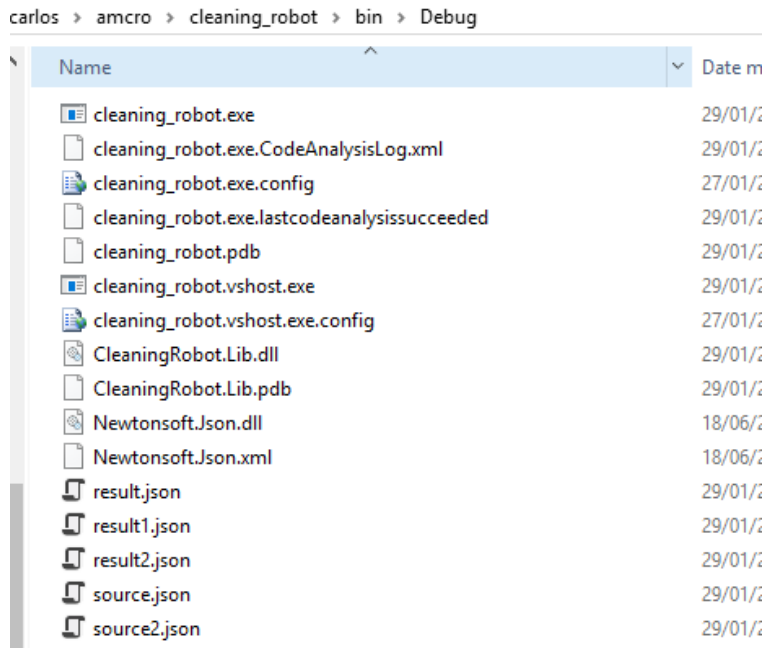 carlos > amcro > cleaning_robot > bin > Debug
Name Date m
cleaning_robot.exe 29/01/2
cleaning_robot.exe.CodeAnalysisLog.xml 29/01/2
cleaning_robot.exe.config 27/01/2
cleaning_robot.exe.lastcodeanalysissucceeded 29/01/2
cleaning_robot.pdb 29/01/2
cleaning_robot.vshost.exe 29/01/2
cleaning_robot.vshost.exe.config 27/01/2
CleaningRobot.Lib.dll 29/01/2
CleaningRobot.Lib.pdb 29/01/2
Newtonsoft.Json.dll 18/06/2
Newtonsoft.Json.xml 18/06/2
result.json 29/01/2
result1.json 29/01/2
result2.json 29/01/2
source.json 29/01/2
source2.json 29/01/2